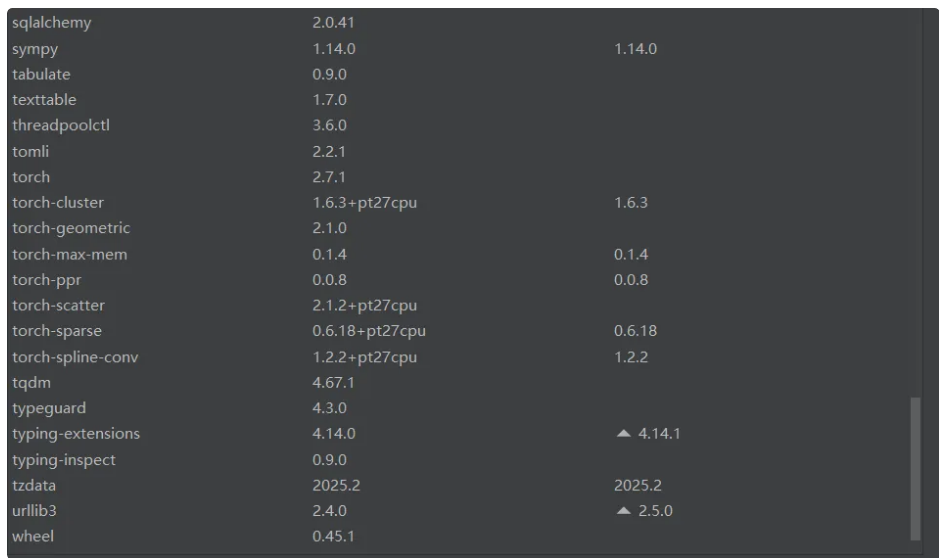 sqlalchemy 2.0.41
sympy 1.14.0 1.14.0
tabulate 0.9.0
texttable 1.7.0
threadpoolctl 3.6.0
tomli 2.2.1
torch 2.7.1
torch-cluster 1.6.3+pt27cpu 1.6.3
torch-geometric 2.1.0
torch-max-mem 0.1.4 0.1.4
torch-ppr 0.0.8 0.0.8
torch-scatter 2.1.2+pt27cpu
torch-sparse 0.6.18+pt27cpu 0.6.18
torch-spline-conv 1.2.2+pt27cpu 1.2.2
tqdm 4.67.1
typeguard 4.3.0
typing-extensions 4.14.0 ▲ 4.14.1
typing-inspect 0.9.0
tzdata 2025.2 2025.2
urllib3 2.4.0 ▲ 2.5.0
wheel 0.45.1